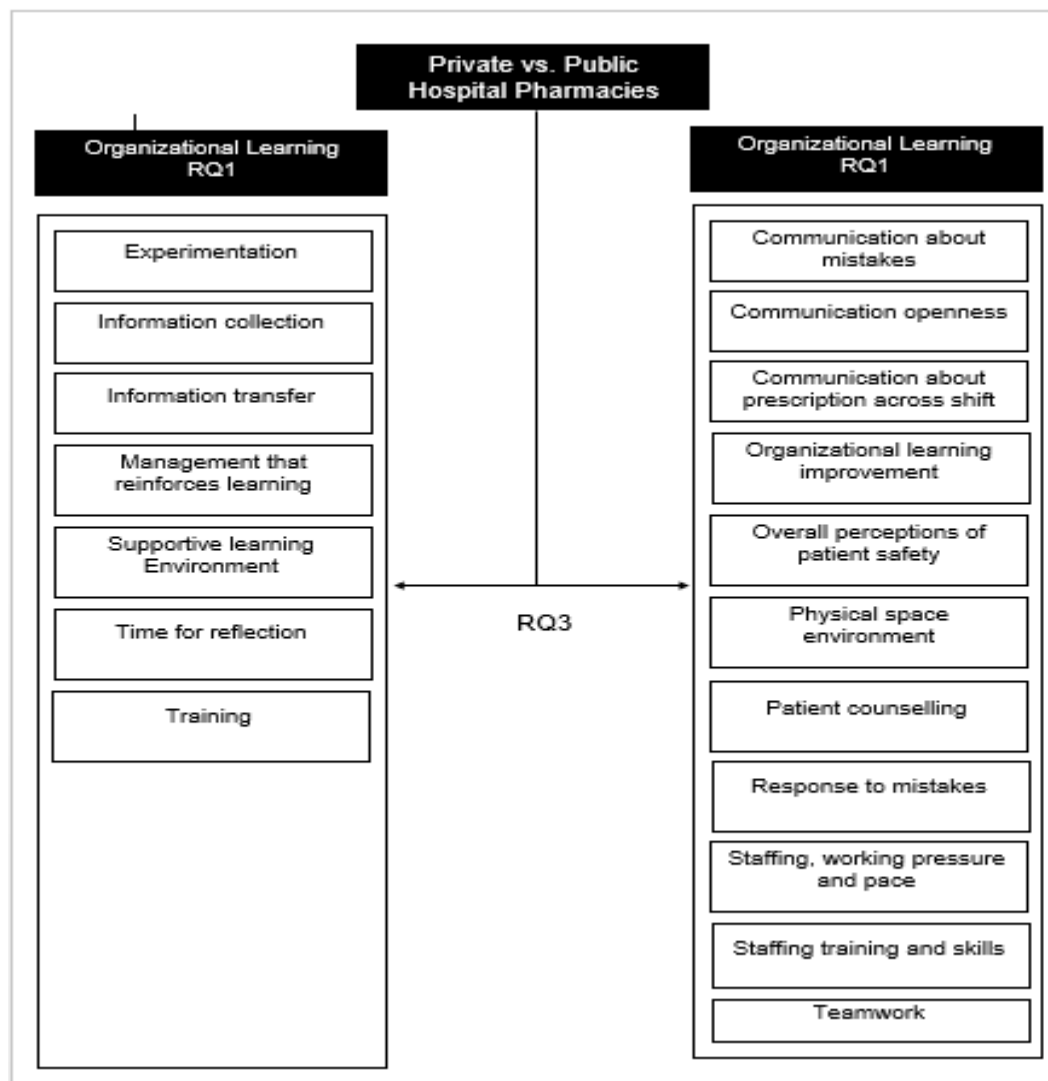 Private vs. Public
Hospital Pharmacies
Organizational Learning
RQ1
Experimentation
Information collection
Information transfer
Management that
reinforces learning
Supportive learning
Environment
Time for reflection
Training
RQ3
Organizational Learning
RQ1
Communication about
mistakes
Communication openness
Communication about
prescription across shift
Organizational learning
improvement
Overall perceptions of
patient safety
Physical space
environment
Patient counselling
Response to mistakes
Staffing, working pressure
and pace
Staffing training and skills
Teamwork